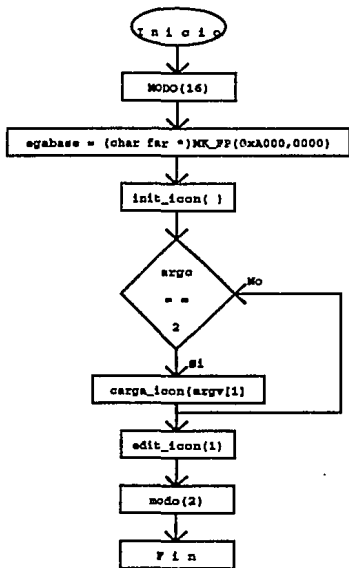 I n i c i o
MODO(16)
egabase = (char far *)MK_FP(0xA000,0000)
init_icon( )
argc
= =
2
No
Si
carga_icon(argv[1]
edit_icon(1)
modo(2)
F i n